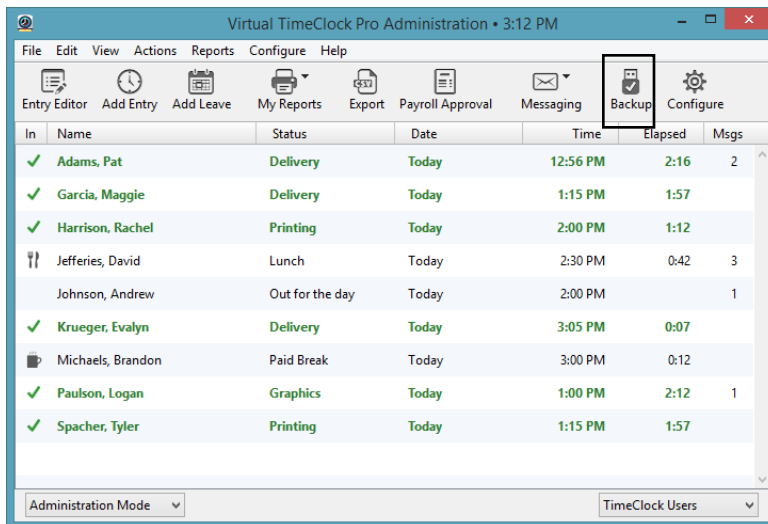 Virtual TimeClock Pro Administration • 3:12 PM
File Edit View Actions Reports Configure Help
Entry Editor Add Entry Add Leave My Reports Export Payroll Approval Messaging Backup Configure
In Name Status Date Time Elapsed Msgs
Adams, Pat Delivery Today 12:56 PM 2:16 2
Garcia, Maggie Delivery Today 1:15 PM 1:57
Harrison, Rachel Printing Today 2:00 PM 1:12
Jefferies, David Lunch Today 2:30 PM 0:42 3
Johnson, Andrew Out for the day Today 2:00 PM 1
Krueger, Evalyn Delivery Today 3:05 PM 0:07
Michaels, Brandon Paid Break Today 3:00 PM 0:12
Paulson, Logan Graphics Today 1:00 PM 2:12 1
Spacher, Tyler Printing Today 1:15 PM 1:57
Administration Mode TimeClock Users